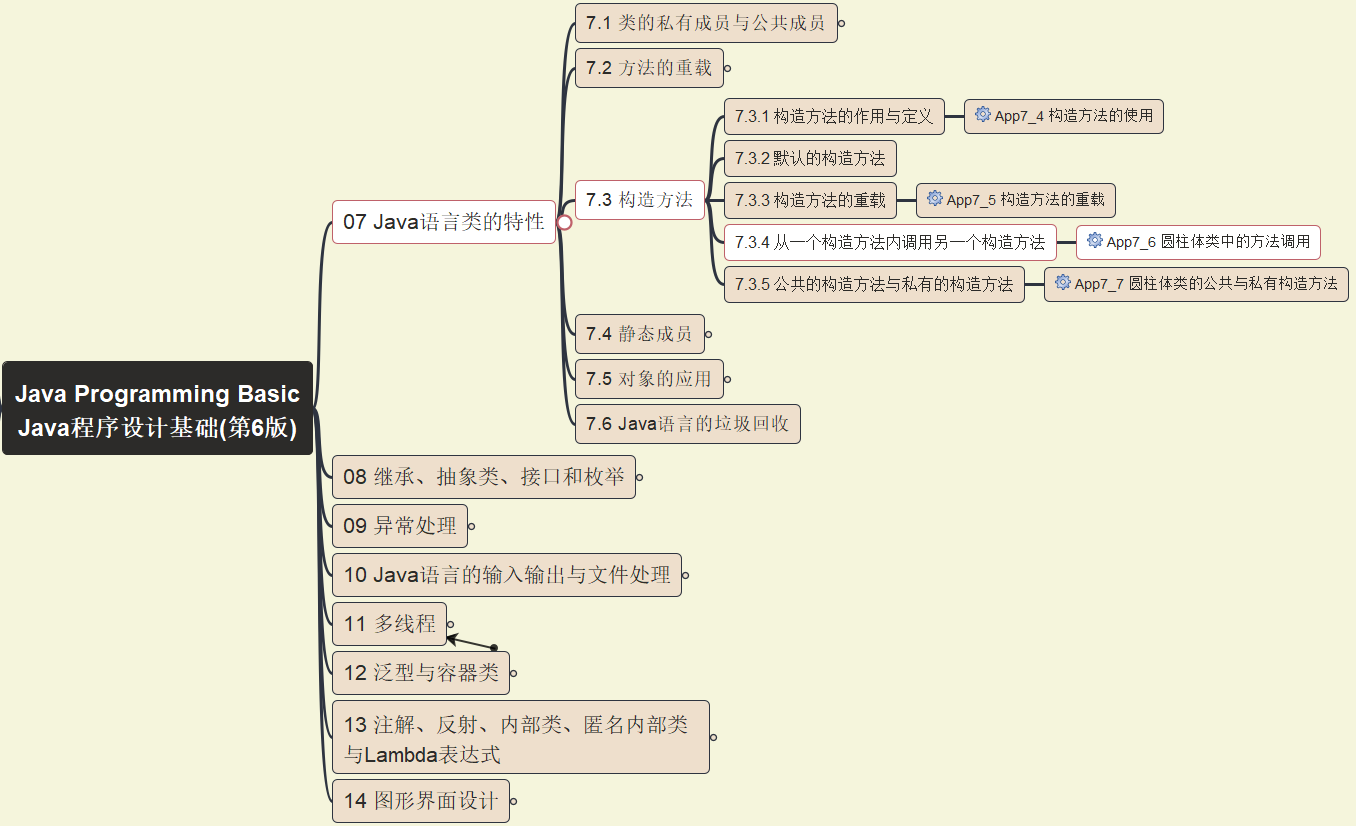 Java Programming Basic
Java程序设计基础(第6版)
07 Java语言类的特性
7.1 类的私有成员与公共成员
7.2 方法的重载
7.3 构造方法
7.3.1 构造方法的作用与定义
App7_4 构造方法的使用
7.3.2 默认的构造方法
7.3.3 构造方法的重载
App7_5 构造方法的重载
7.3.4 从一个构造方法内调用另一个构造方法
App7_6 圆柱体类中的方法调用
7.3.5 公共的构造方法与私有的构造方法
App7_7 圆柱体类的公共与私有构造方法
7.4 静态成员
7.5 对象的应用
7.6 Java语言的垃圾回收
08 继承、抽象类、接口和枚举
09 异常处理
10 Java语言的输入输出与文件处理
11 多线程
12 泛型与容器类
13 注解、反射、内部类、匿名内部类
与Lambda表达式
14 图形界面设计